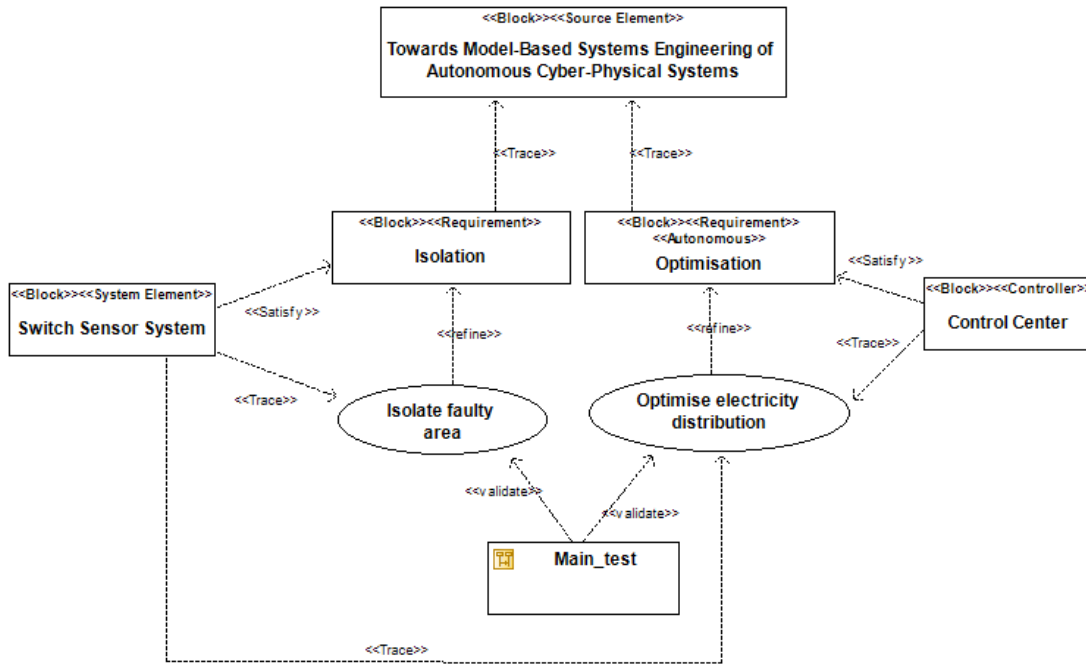 <<Block>><<Source Element>>
Towards Model-Based Systems Engineering of
Autonomous Cyber-Physical Systems
<<Trace>>
<<Trace>>
<<Block>><<Requirement>>
Isolation
<<Block>><<Requirement>>
<<Autonomous>>
Optimisation
<<Satisfy>>
<<Block>><<System Element>>
Switch Sensor System
<<Satisfy>>
<<Block>><<Controller>>
Control Center
<<refine>>
<<refine>>
<<Trace>>
<<Trace>>
Isolate faulty
area
Optimise electricity
distribution
<<validate>>
<<validate>>
Main_test
<<Trace>>